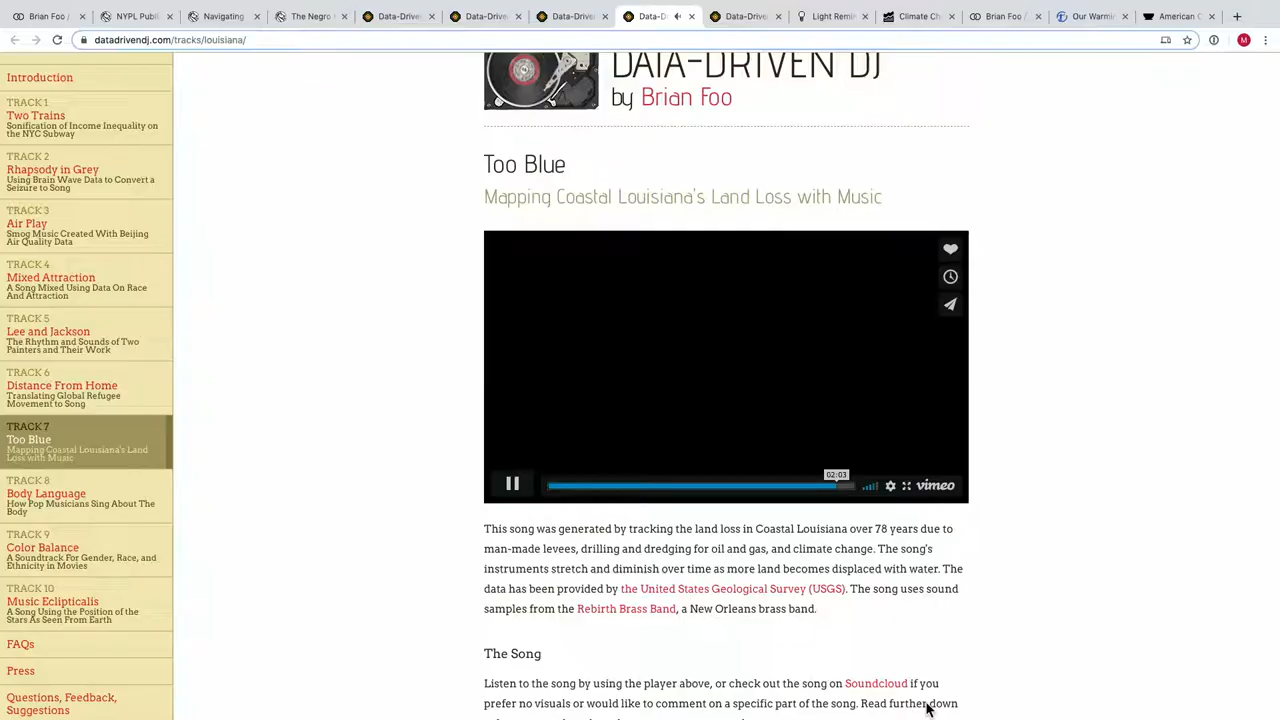 Brian Foo /
NYPL Publi
Navigating
The Negro
Data-Drive
Data-Drive
Data-Drive
Data-D
Data-Drive
Light Remi
Climate Ch
Brian Foo /
Our Warmin
American C
datadrivendj.com/tracks/louisiana/
M
Introduction
TRACK 1
Two Trains
Sonification of Income Inequality on
the NYC Subway
TRACK 2
Rhapsody in Grey
Using Brain Wave Data to Convert a
Seizure to Song
TRACK 3
Air Play
Smog Music Created With Beijing
Air Quality Data
TRACK 4
Mixed Attraction
A Song Mixed Using Data On Race
And Attraction
TRACK 5
Lee and Jackson
The Rhythm and Sounds of Two
Painters and Their Work
TRACK 6
Distance From Home
Translating Global Refugee
Movement to Song
TRACK 7
Too Blue
Mapping Coastal Louisiana's Land
Loss with Music
TRACK 8
Body Language
How Pop Musicians Sing About The
Body
TRACK 9
Color Balance
A Soundtrack For Gender, Race, and
Ethnicity in Movies
TRACK 10
Music Eclipticalis
A Song Using the Position of the
Stars As Seen From Earth
FAQs
Press
Questions, Feedback,
Suggestions
DATA-DRIVEN DJ
by Brian Foo
Too Blue
Mapping Coastal Louisiana's Land Loss with Music
02:03
vimeo
This song was generated by tracking the land loss in Coastal Louisiana over 78 years due to
man-made levees, drilling and dredging for oil and gas, and climate change. The song's
instruments stretch and diminish over time as more land becomes displaced with water. The
data has been provided by the United States Geological Survey (USGS). The song uses sound
samples from the Rebirth Brass Band, a New Orleans brass band.
The Song
Listen to the song by using the player above, or check out the song on Soundcloud if you
prefer no visuals or would like to comment on a specific part of the song. Read further down